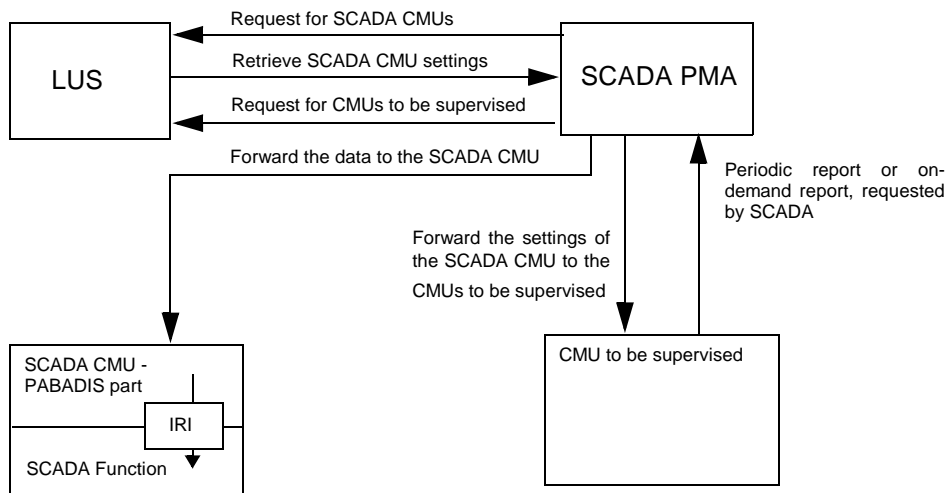 Request for SCADA CMUs
LUS
Retrieve SCADA CMU settings
SCADA PMA
Request for CMUs to be supervised
Forward the data to the SCADA CMU
Periodic report or on-
demand report, requested
by SCADA
Forward the settings of
the SCADA CMU to the
CMUs to be supervised
SCADA CMU -
PABADIS part
IRI
SCADA Function
CMU to be supervised